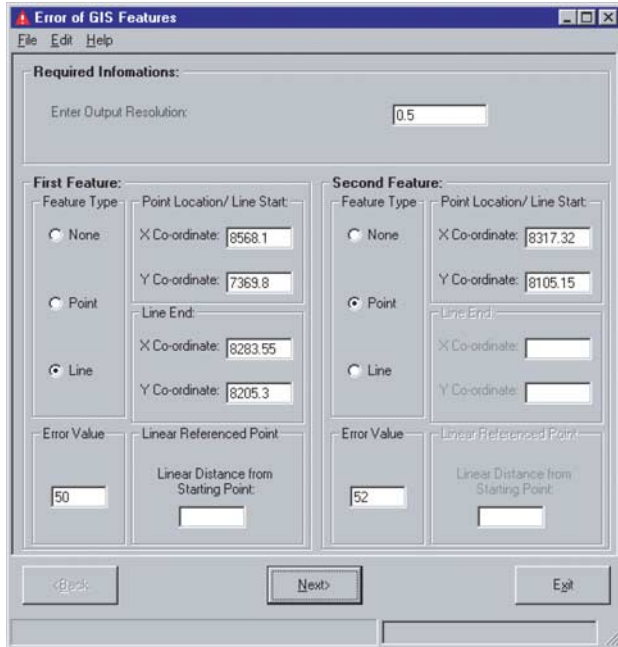 Error of GIS Features
File Edit Help
Required Infomations:
Enter Output Resolution: 0.5
First Feature:
Feature Type
None
Point
Line
Point Location/ Line Start:
X Co-ordinate: 8568.1
Y Co-ordinate: 7369.8
Line End:
X Co-ordinate: 8283.55
Y Co-ordinate: 8205.3
Error Value
50
Linear Referenced Point
Linear Distance from
Starting Point:
Second Feature:
Feature Type
None
Point
Line
Point Location/ Line Start:
X Co-ordinate: 8317.32
Y Co-ordinate: 8105.15
Line End:
X Co-ordinate:
Y Co-ordinate:
Error Value
52
Linear Referenced Point
Linear Distance from
Starting Point:
<Back
Next>
Exit